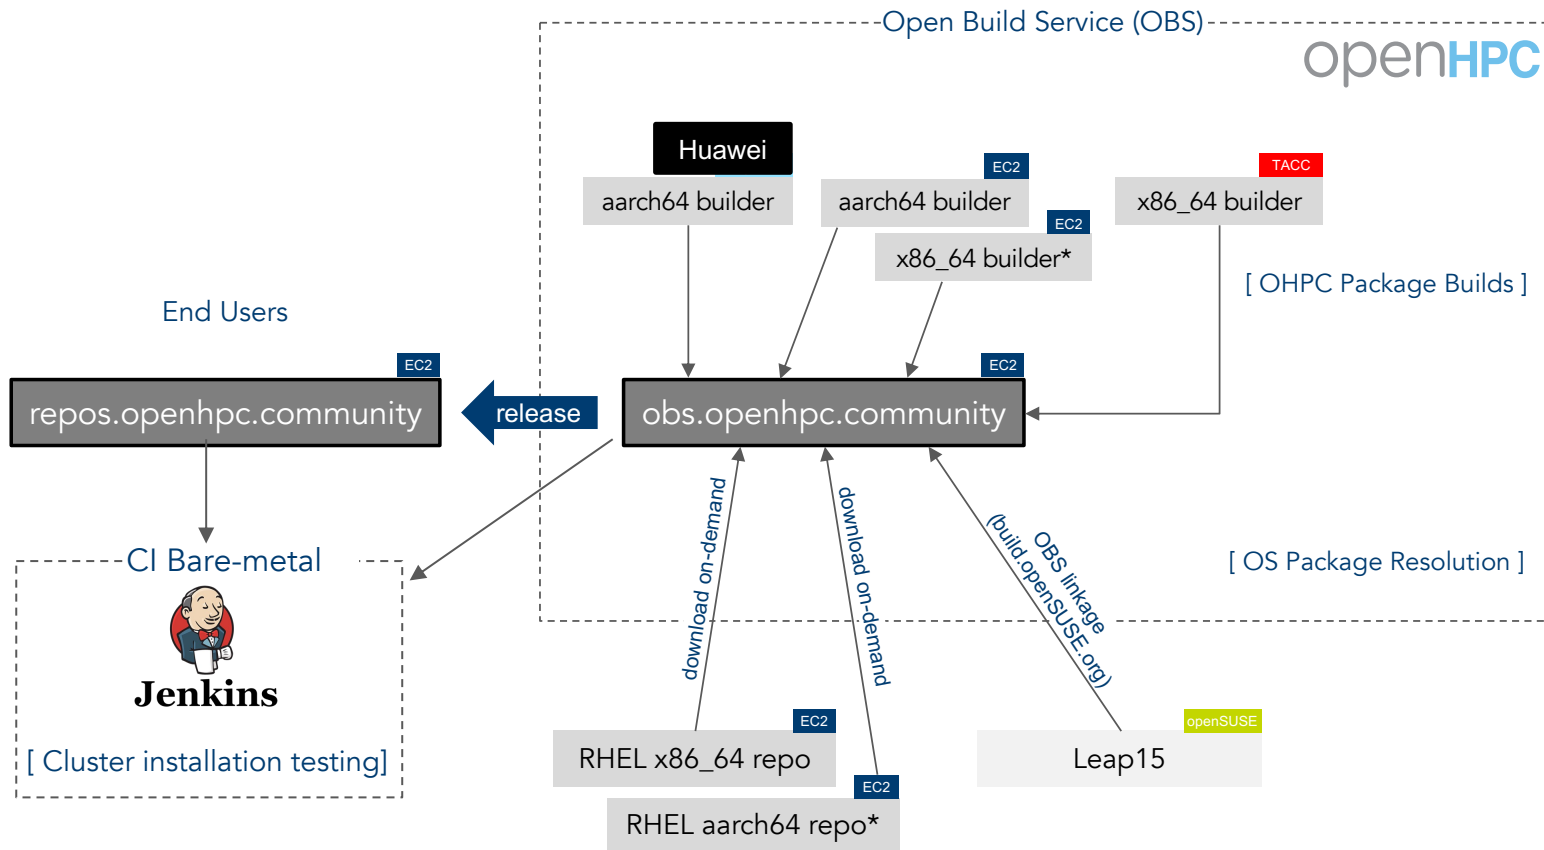 Open Build Service (OBS)
openHPC
Huawei
aarch64 builder
EC2
aarch64 builder
EC2
x86_64 builder*
TACC
x86_64 builder
[ OHPC Package Builds ]
End Users
EC2
repos.openhpc.community
release
EC2
obs.openhpc.community
download on-demand
download on-demand
OBS linkage
(build.openSUSE.org)
[ OS Package Resolution ]
CI Bare-metal
Jenkins
[ Cluster installation testing]
EC2
RHEL x86_64 repo
EC2
RHEL aarch64 repo*
openSUSE
Leap15